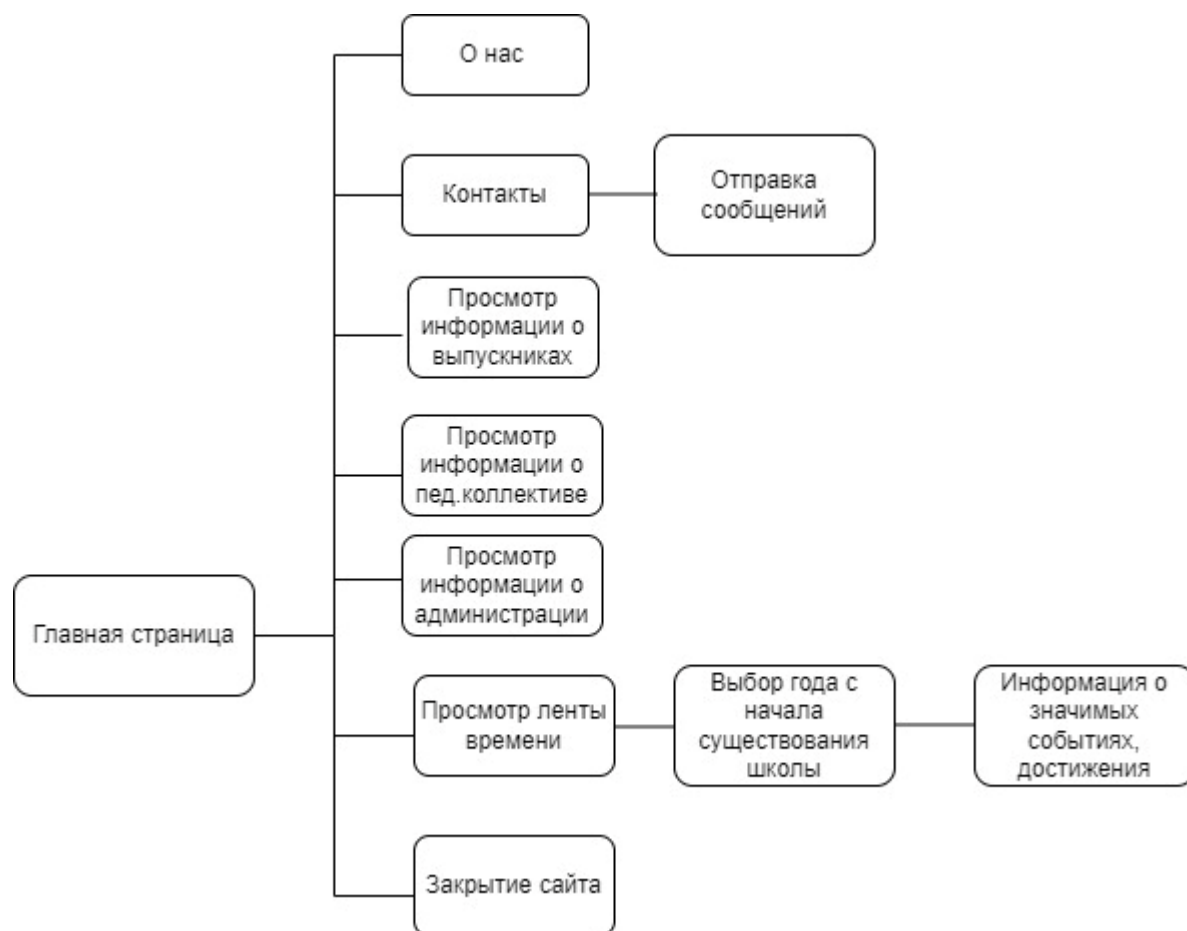 О нас
Контакты
Отправка
сообщений
Просмотр
информации о
выпускниках
Просмотр
информации о
пед.коллективе
Просмотр
информации о
администрации
Главная страница
Просмотр ленты
времени
Выбор года с
начала
существования
школы
Информация о
значимых
событиях,
достижения
Закрытие сайта